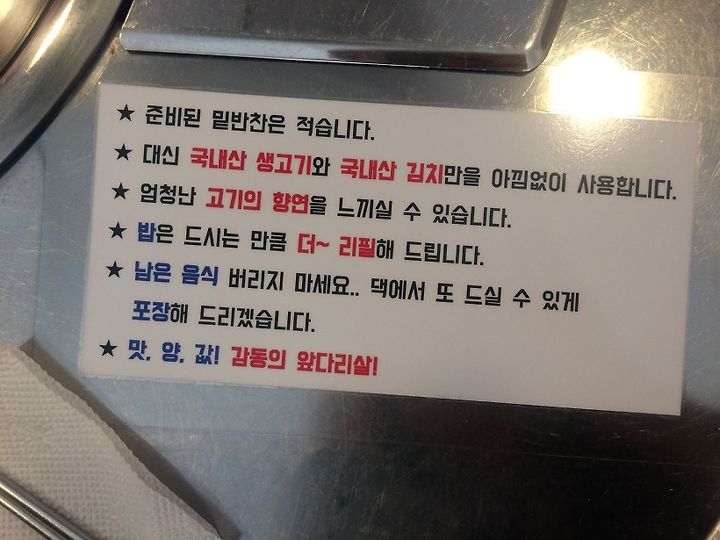 ★ 준비된 밑반찬은 적습니다.
★ 대신 국내산 생고기와 국내산 김치만을 아낌없이 사용합니다.
★ 엄청난 고기의 향연을 느끼실 수 있습니다.
★ 밥은 드시는 만큼 더~ 리필해 드립니다.
★ 남은 음식 버리지 마세요.. 댁에서 또 드실 수 있게
포장해 드리겠습니다.
★ 맛, 양, 값! 감동의 앞다리살!